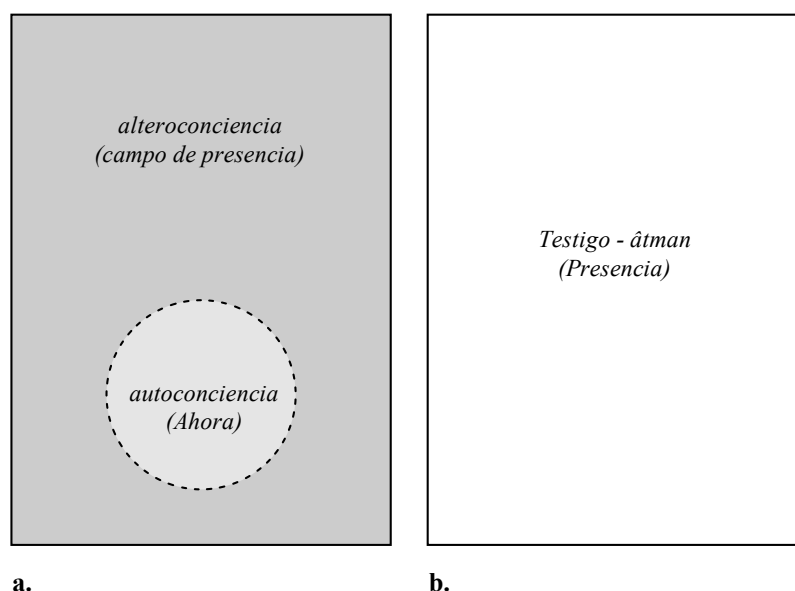 alteroconciencia
(campo de presencia)
autoconciencia
(Ahora)
a.
Testigo - âtman
(Presencia)
b.